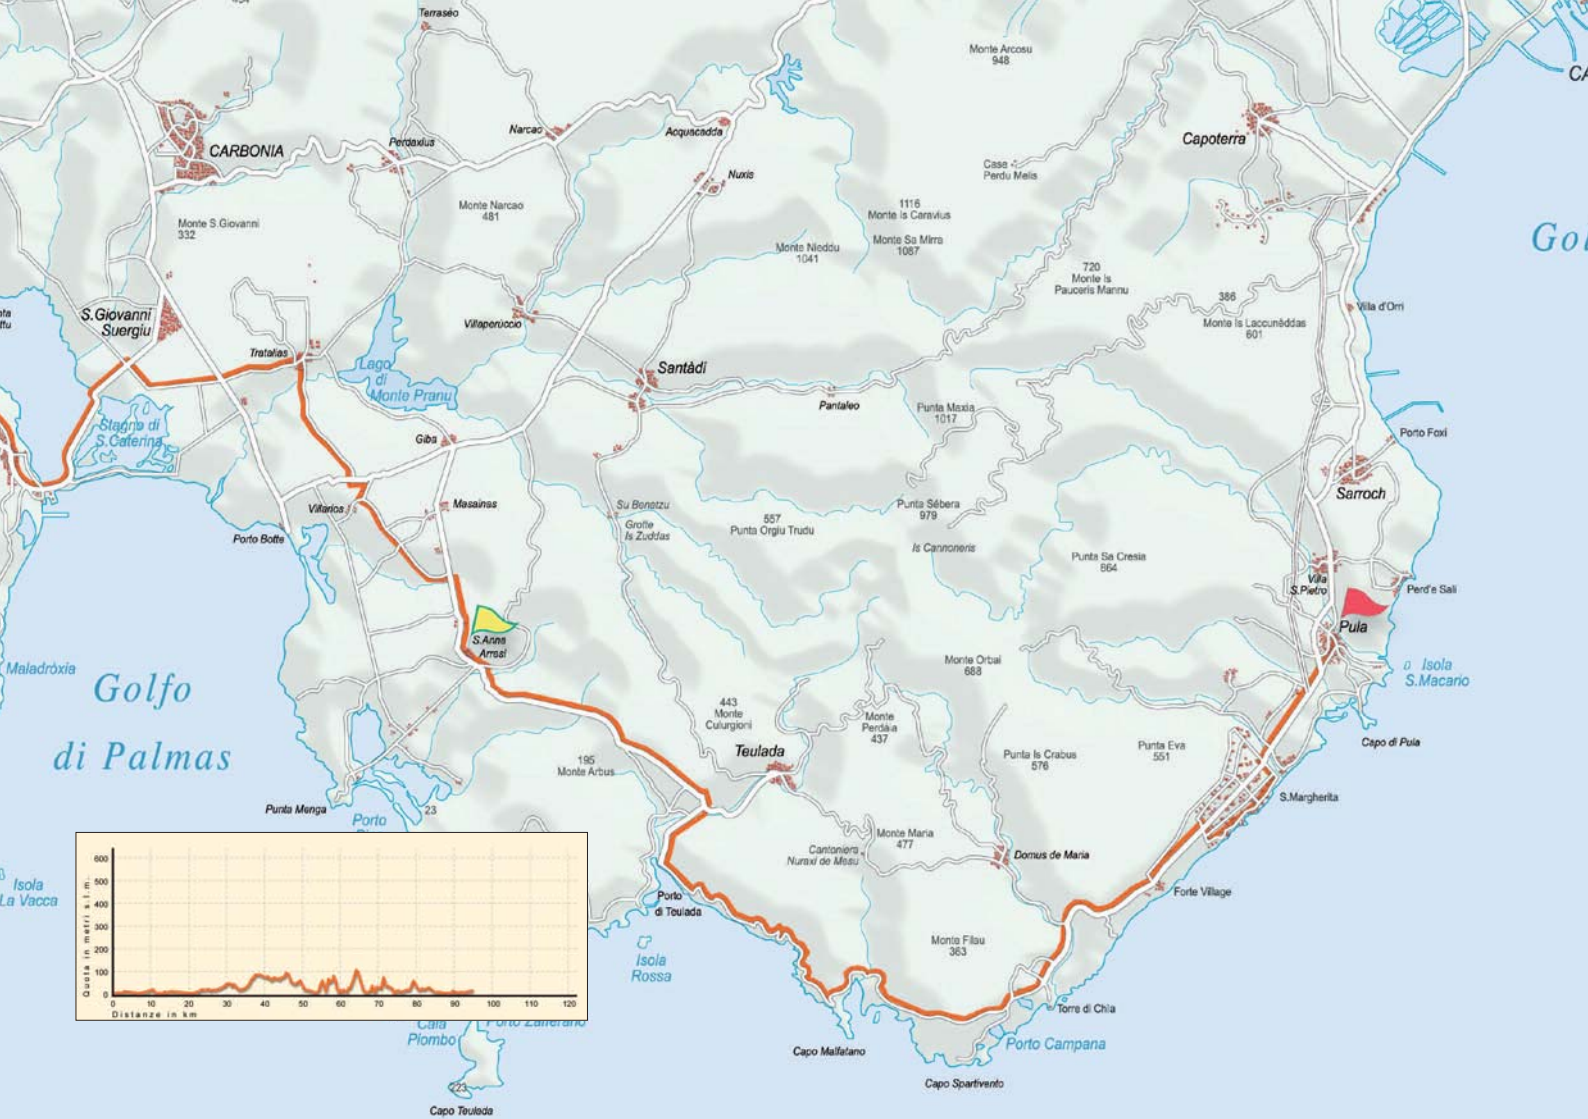 Terraséo
Monte Arcosu
948
Narcao
Acquacadda
Capoterra
CARBONIA
Perdaxius
Nuxis
Case
Perdu Melis
Monte Narcao
481
1116
Monte Is Caravius
Monte S.Giovanni
332
Monte Sa Mirra
1087
Monte Nieddu
1041
720
Monte Is
Pauceris Mannu
386
Monte Is Laccunèddas
601
Villa d'Orri
S.Giovanni
Suergiu
Villaperuccio
Tratalias
Lago
di
Monte Pranu
Santàdi
Pantaleo
Punta Maxia
1017
Stagno di
S.Caterina
Giba
Porto Foxi
Sarroch
Villarios
Masainas
Su Benatzu
Grotte
Is Zuddas
557
Punta Orgiu Trudu
Punta Sèbera
979
Is Cannoneris
Porto Botte
Punta Sa Cresia
864
Villa
S.Pietro
Perd'e Sali
Pula
S.Anna
Arresi
Isola
S.Macario
Maladròxia
Golfo
di Palmas
Monte Orbai
688
443
Monte
Culurgioni
Monte
Perdàia
437
Teulada
Punta Is Crabus
576
Punta Eva
551
Capo di Pula
195
Monte Arbus
S.Margherita
Punta Menga
Porto
23
Monte Maria
477
Cantoniera
Nuraxi de Mesu
Domus de Maria
Forte Village
Isola
La Vacca
Porto
di Teulada
Monte Filau
363
Isola
Rossa
Torre di Chia
Porto Campana
Capo Malfatano
Capo Spartivento
Quota in metri s.l.m.
600
500
400
300
200
100
0
0 10 20 30 40 50 60 70 80 90 100 110 120
Distanze in km
Cala
Piombo
Porto Zafferano
223
Capo Teulada